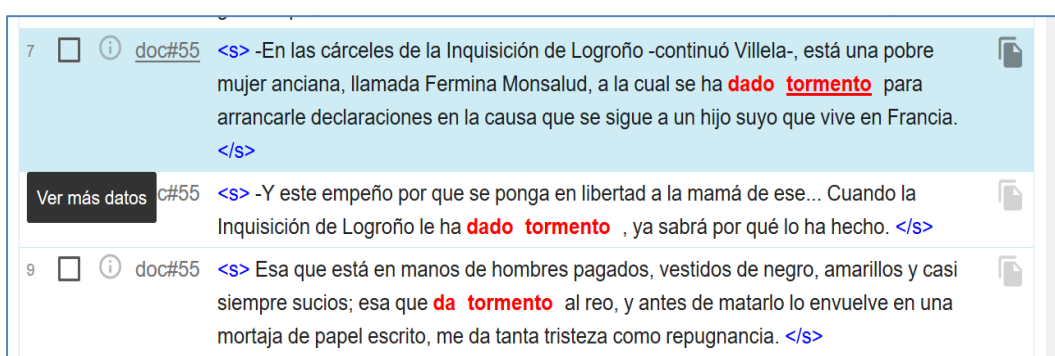 7 doc#55 <s> -En las cárceles de la Inquisición de Logroño -continuó Villela-, está una pobre
mujer anciana, llamada Fermina Monsalud, a la cual se ha dado tormento para
arrancarle declaraciones en la causa que se sigue a un hijo suyo que vive en Francia.
</s>
Ver más datos c#55 <s> -Y este empeño por que se ponga en libertad a la mamá de ese... Cuando la
Inquisición de Logroño le ha dado tormento , ya sabrá por qué lo ha hecho. </s>
9 doc#55 <s> Esa que está en manos de hombres pagados, vestidos de negro, amarillos y casi
siempre sucios; esa que da tormento al reo, y antes de matarlo lo envuelve en una
mortaja de papel escrito, me da tanta tristeza como repugnancia. </s>